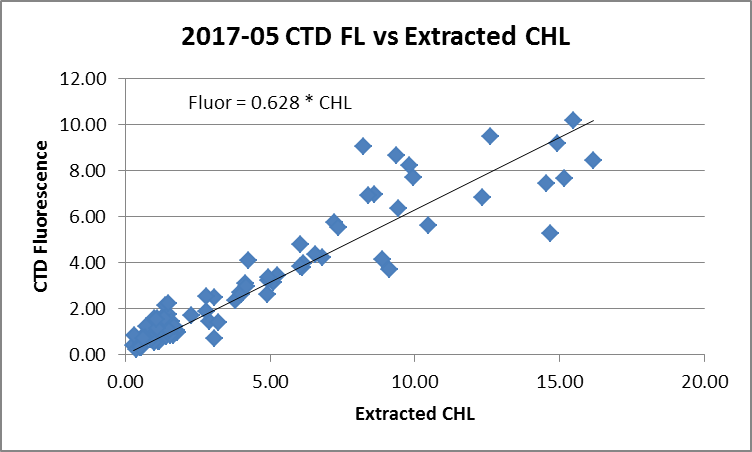 2017-05 CTD FL vs Extracted CHL
12.00
Fluor = 0.628 * CHL
10.00
8.00
6.00
4.00
2.00
0.00
CTD Fluorescence
0.00 5.00 10.00 15.00 20.00
Extracted CHL